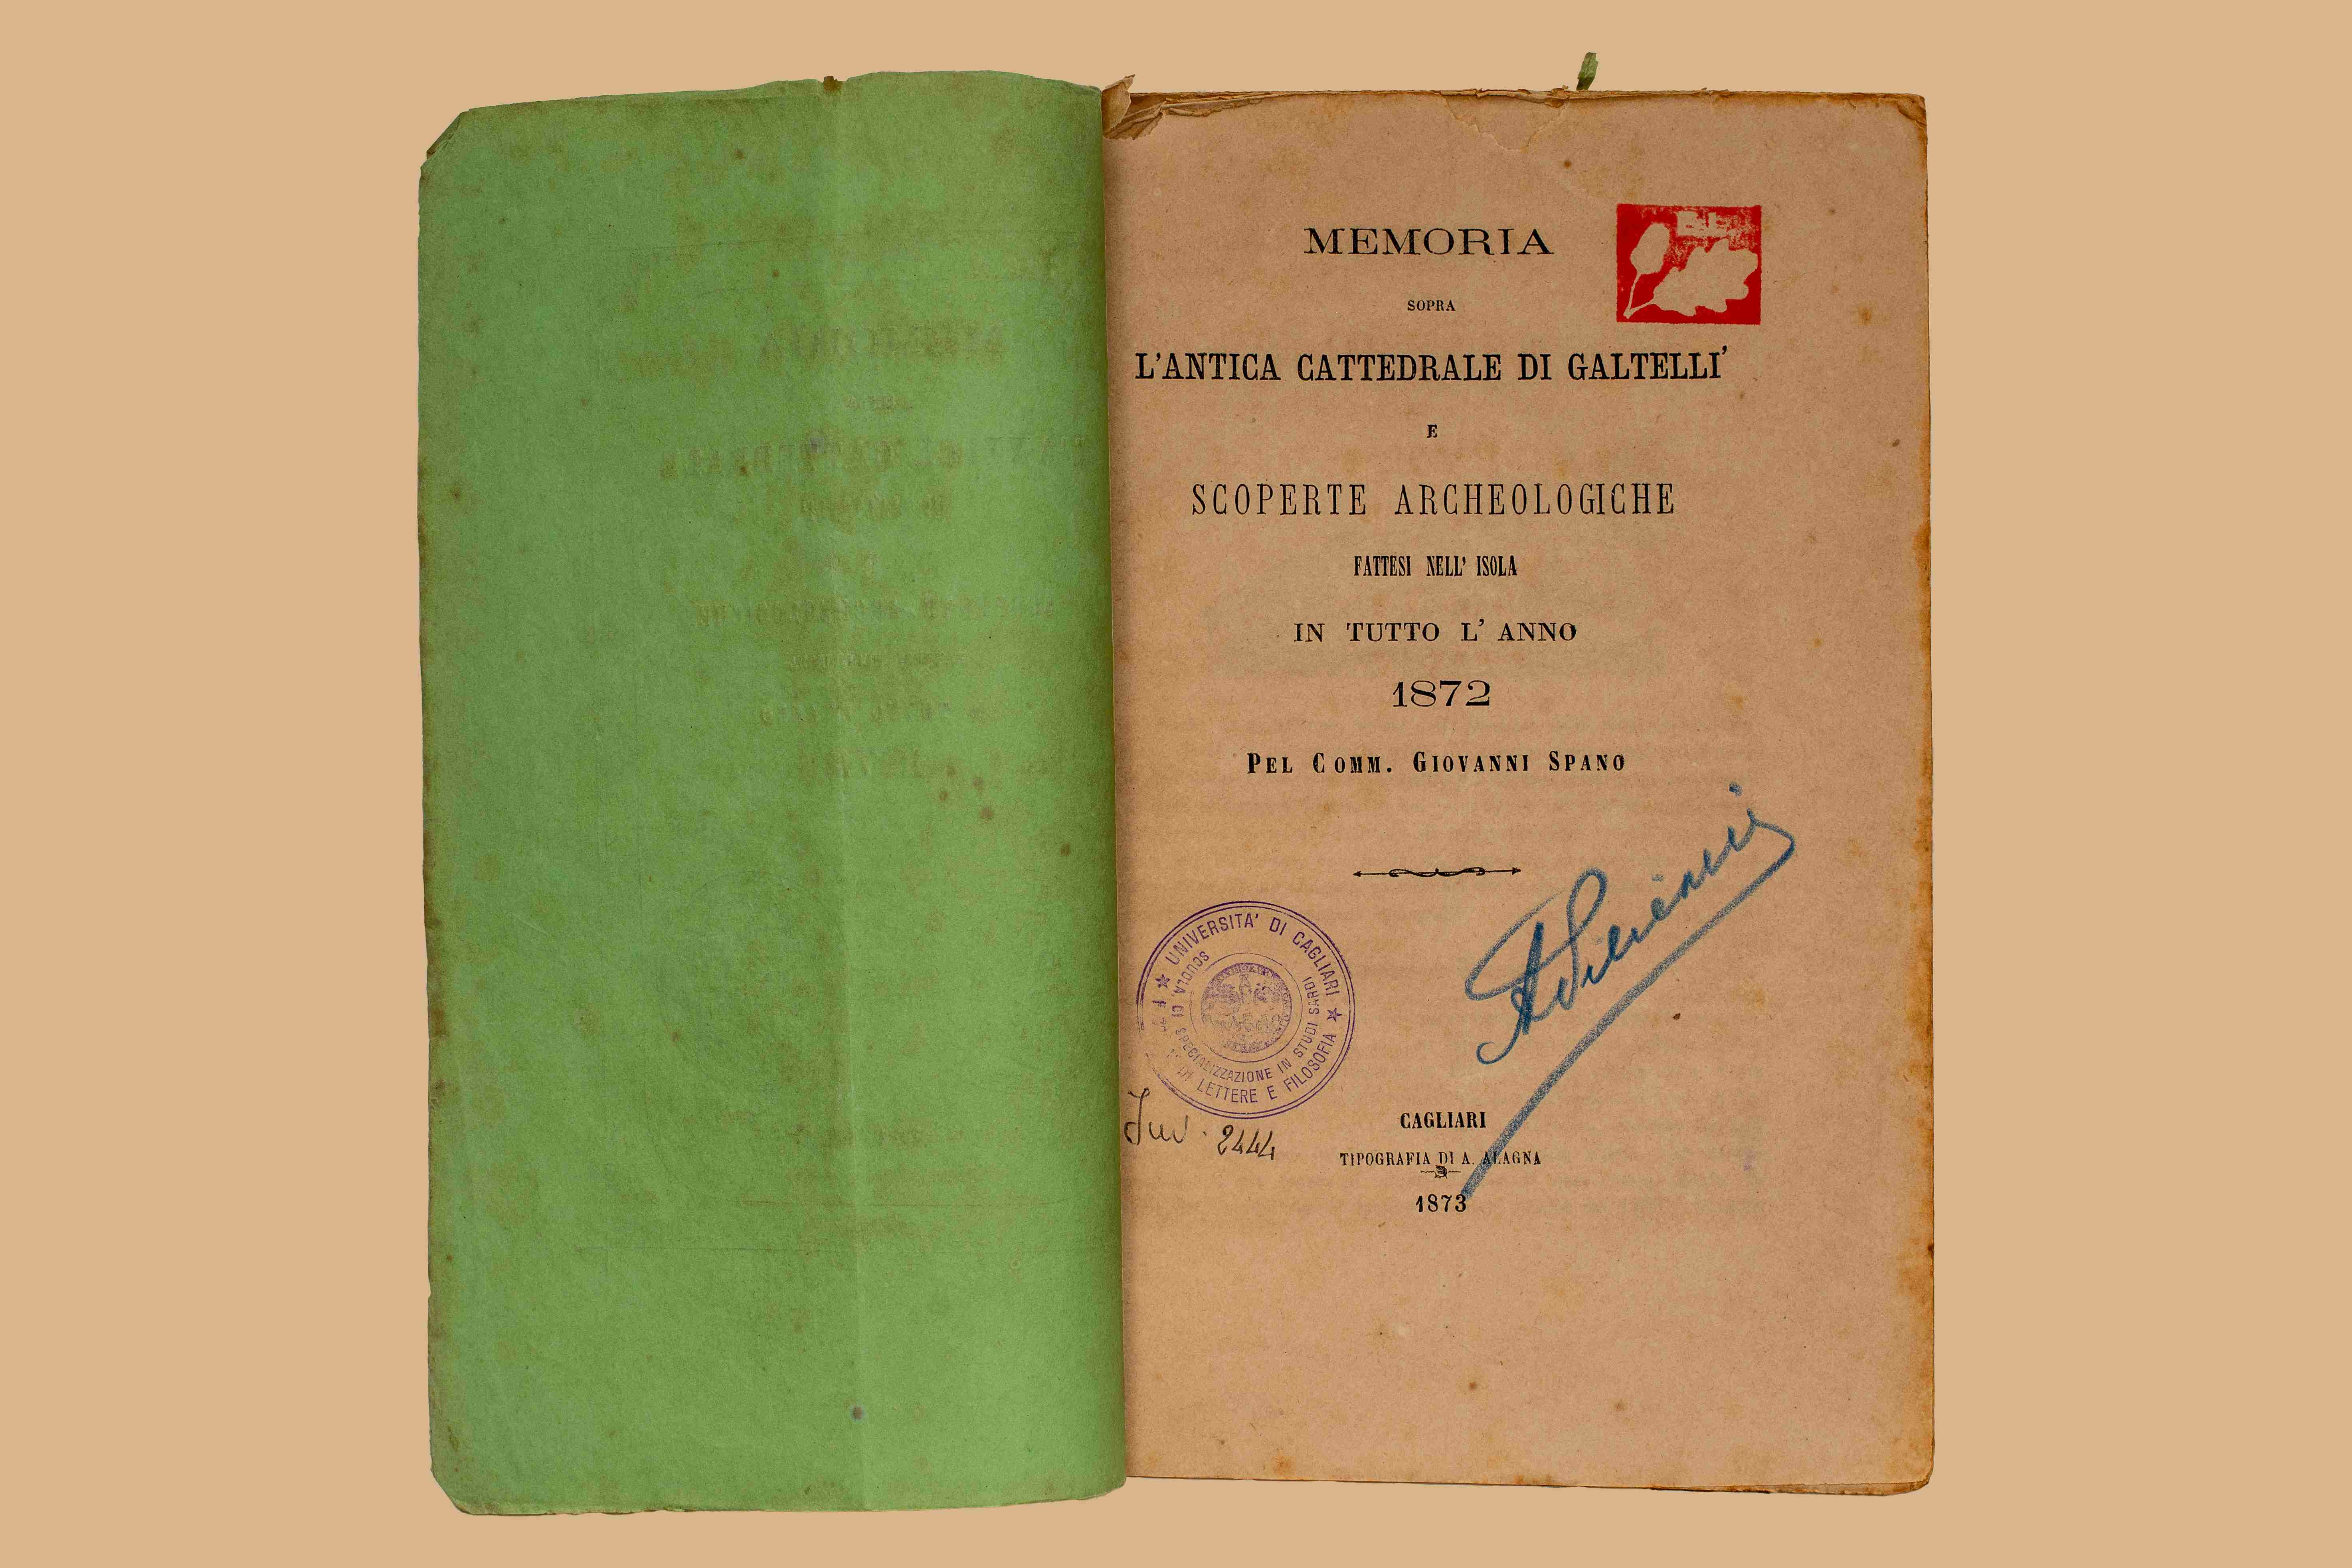 MEMORIA
SOPRA
L'ANTICA CATTEDRALE DI GALTELLI'
E
SCOPERTE ARCHEOLOGICHE
FATTESI NELL' ISOLA
IN TUTTO L' ANNO
1872
PEL COMM. GIOVANNI SPANO
UNIVERSITA' DI CAGLIARI
DI LETTERE E FILOSOFIA
SCUOLA DI SPECIALIZZAZIONE IN STUDI SARDI
Inv. 2444
CAGLIARI
TIPOGRAFIA DI A. ALAGNA
1873